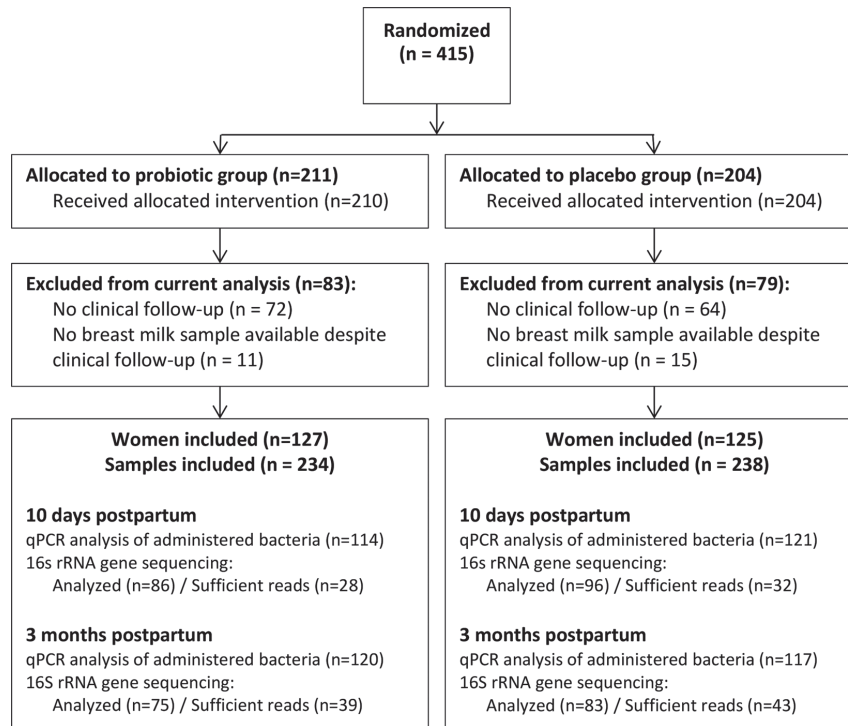 Randomized
(n = 415)
Allocated to probiotic group (n=211)
Received allocated intervention (n=210)
Allocated to placebo group (n=204)
Received allocated intervention (n=204)
Excluded from current analysis (n=83):
No clinical follow-up (n = 72)
No breast milk sample available despite
clinical follow-up (n = 11)
Excluded from current analysis (n=79):
No clinical follow-up (n = 64)
No breast milk sample available despite
clinical follow-up (n = 15)
Women included (n=127)
Samples included (n = 234)
10 days postpartum
qPCR analysis of administered bacteria (n=114)
16s rRNA gene sequencing:
Analyzed (n=86) / Sufficient reads (n=28)
3 months postpartum
qPCR analysis of administered bacteria (n=120)
16S rRNA gene sequencing:
Analyzed (n=75) / Sufficient reads (n=39)
Women included (n=125)
Samples included (n = 238)
10 days postpartum
qPCR analysis of administered bacteria (n=121)
16s rRNA gene sequencing:
Analyzed (n=96) / Sufficient reads (n=32)
3 months postpartum
qPCR analysis of administered bacteria (n=117)
16S rRNA gene sequencing:
Analyzed (n=83) / Sufficient reads (n=43)